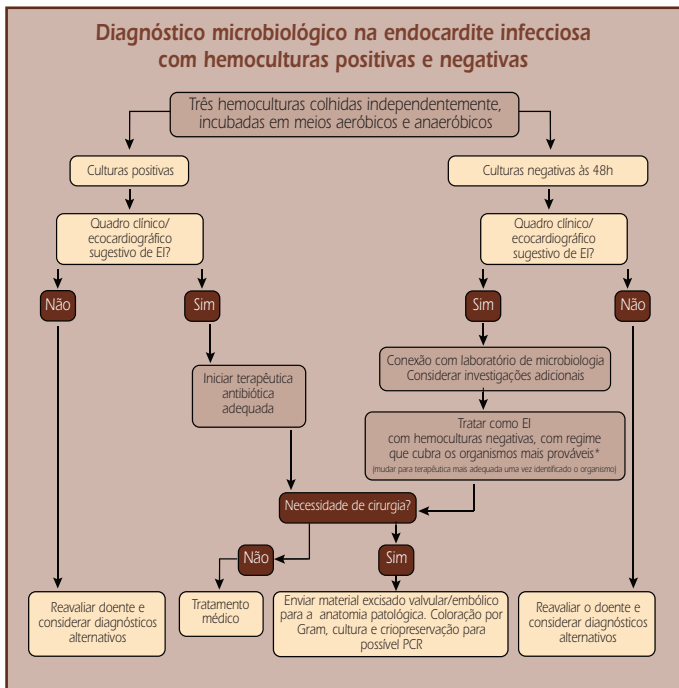 Diagnóstico microbiológico na endocardite infecciosa
com hemoculturas positivas e negativas
Três hemoculturas colhidas independentemente,
incubadas em meios aeróbicos e anaeróbicos
Culturas positivas
Culturas negativas às 48h
Quadro clínico/
ecocardiográfico
sugestivo de EI?
Quadro clínico/
ecocardiográfico
sugestivo de EI?
Não
Sim
Sim
Não
Iniciar terapêutica
antibiótica
adequada
Conexão com laboratório de microbiologia
Considerar investigações adicionais
Tratar como EI
com hemoculturas negativas, com regime
que cubra os organismos mais prováveis*
(mudar para terapêutica mais adequada uma vez identificado o organismo)
Necessidade de cirurgia?
Não
Sim
Reavaliar doente e
considerar diagnósticos
alternativos
Tratamento
médico
Enviar material excisado valvular/embólico
para a anatomia patológica. Coloração por
Gram, cultura e criopreservação para
possível PCR
Reavaliar o doente e
considerar diagnósticos
alternativos